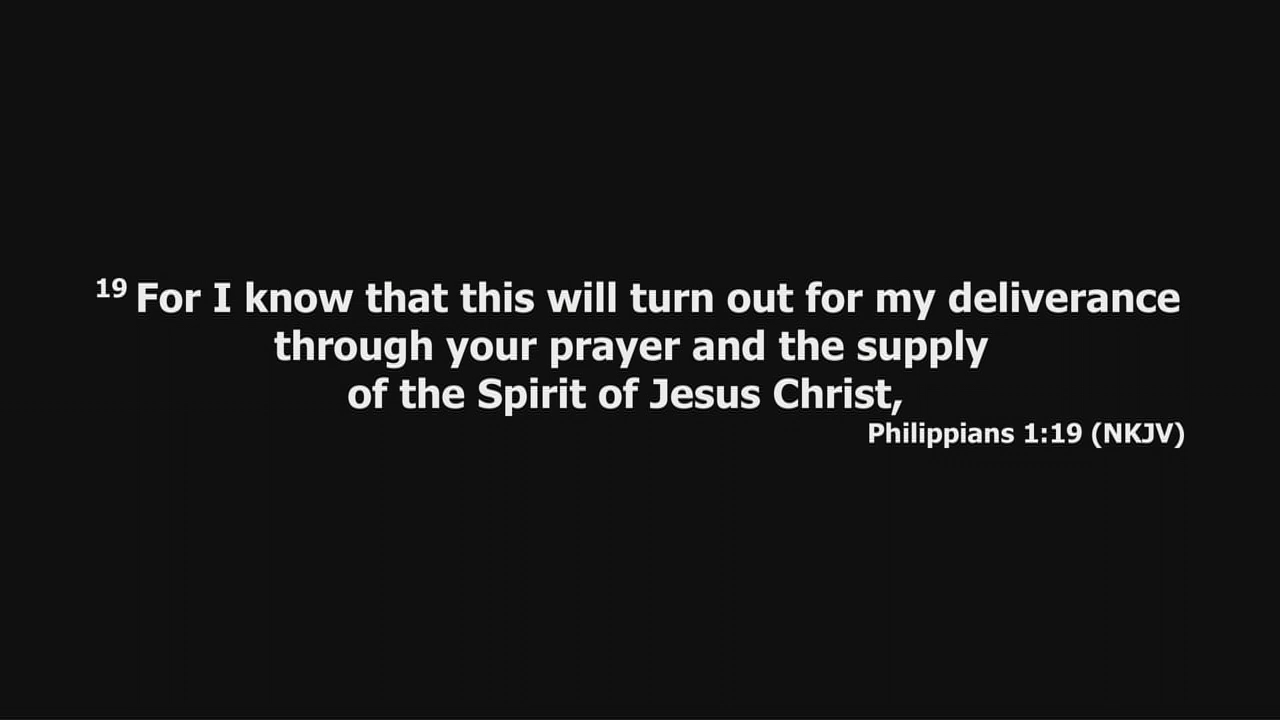 19 For I know that this will turn out for my deliverance
through your prayer and the supply
of the Spirit of Jesus Christ,
Philippians 1:19 (NKJV)